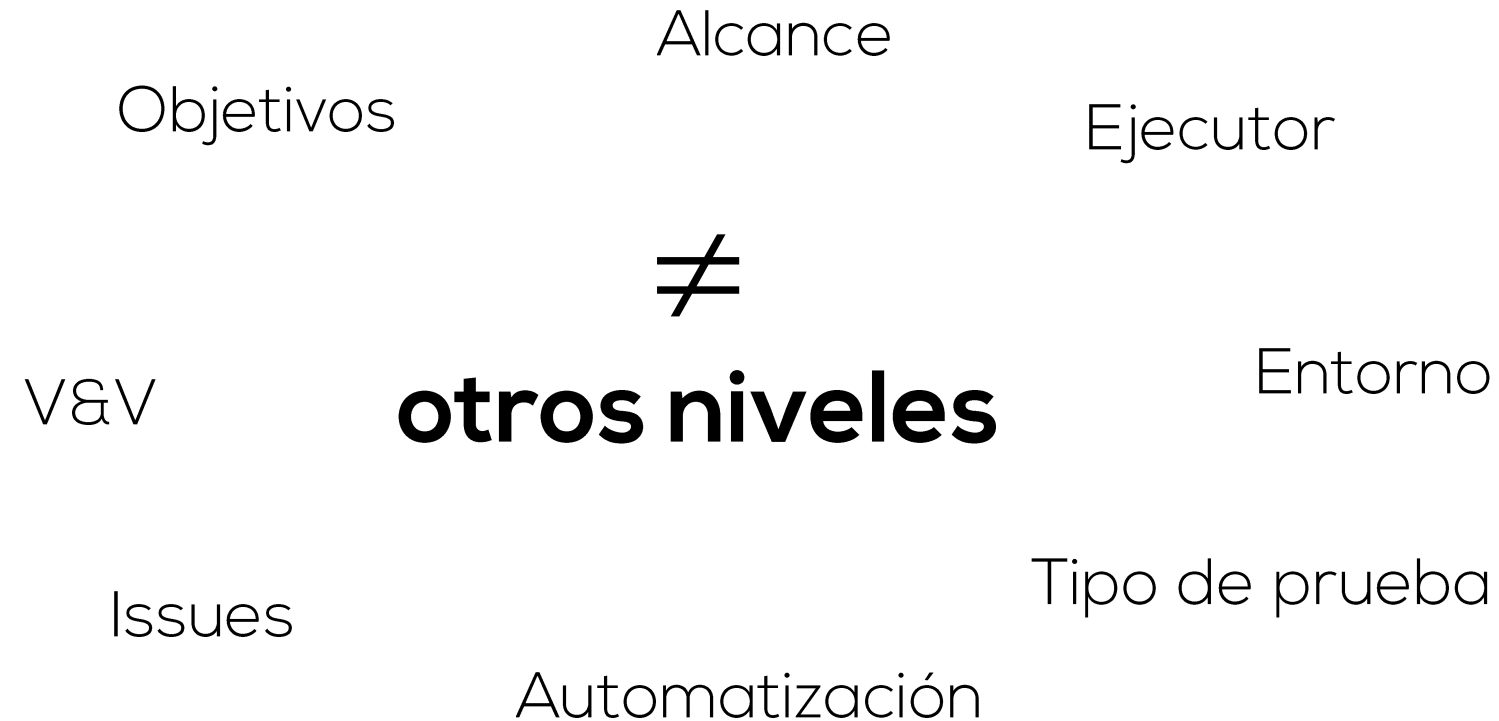 Alcance
Objetivos
Ejecutor
≠
Entorno
V&V
otros niveles
Tipo de prueba
Issues
Automatización